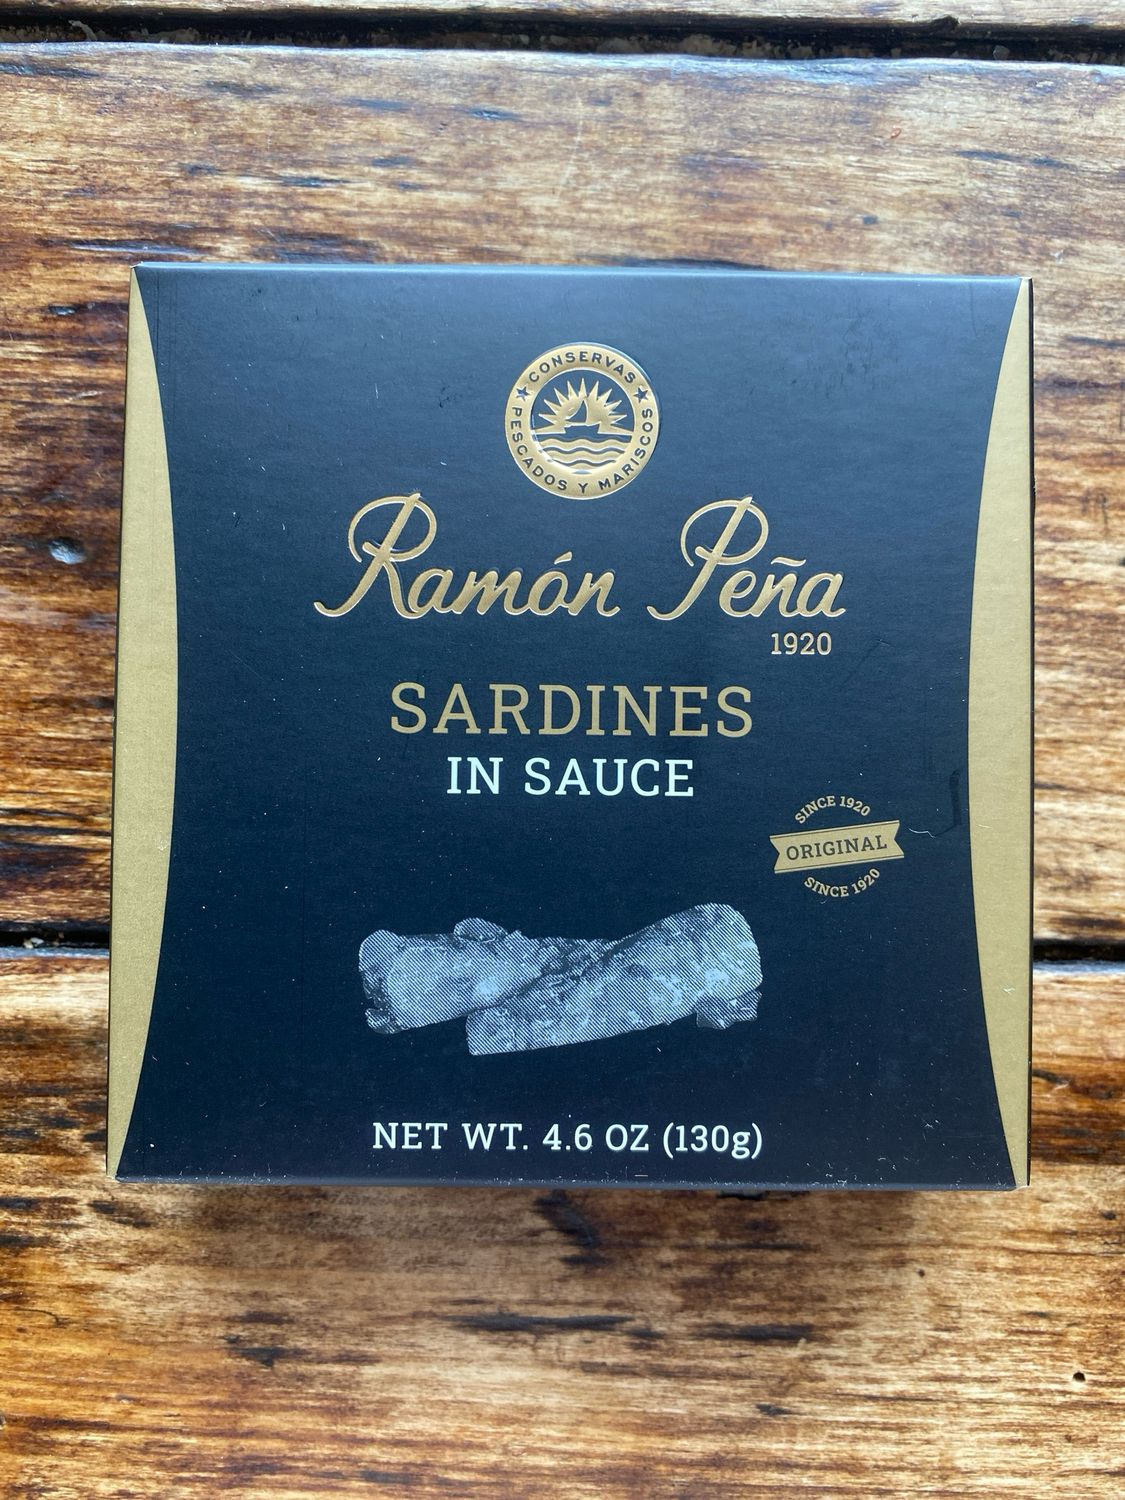 CONSERVAS
PESCADOS Y MARISCOS
Ramón Peña
1920
SARDINES
IN SAUCE
SINCE 1920
ORIGINAL
SINCE 1920
NET WT. 4.6 OZ (130g)